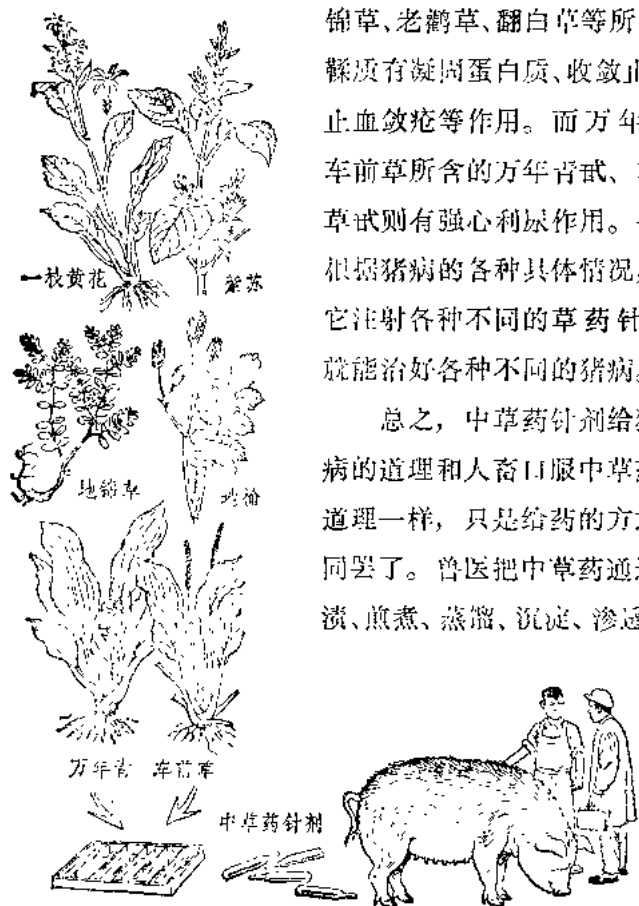 锦草、老鹳草、翻白草等所
鞣质有凝固蛋白质、收敛止
止血敛疮等作用。而万年
车前草所含的万年青甙、
草甙则有强心利尿作用。
根据猪病的各种具体情况,
它注射各种不同的草药针
就能治好各种不同的猪病
总之，中草药针剂给
病的道理和人畜口服中草药
道理一样，只是给药的方
同罢了。兽医把中草药通
渍、煎煮、蒸馏、沉淀、渗透
一枝黄花
紫苏
地锦草
地榆
万年青
车前草
中草药针剂